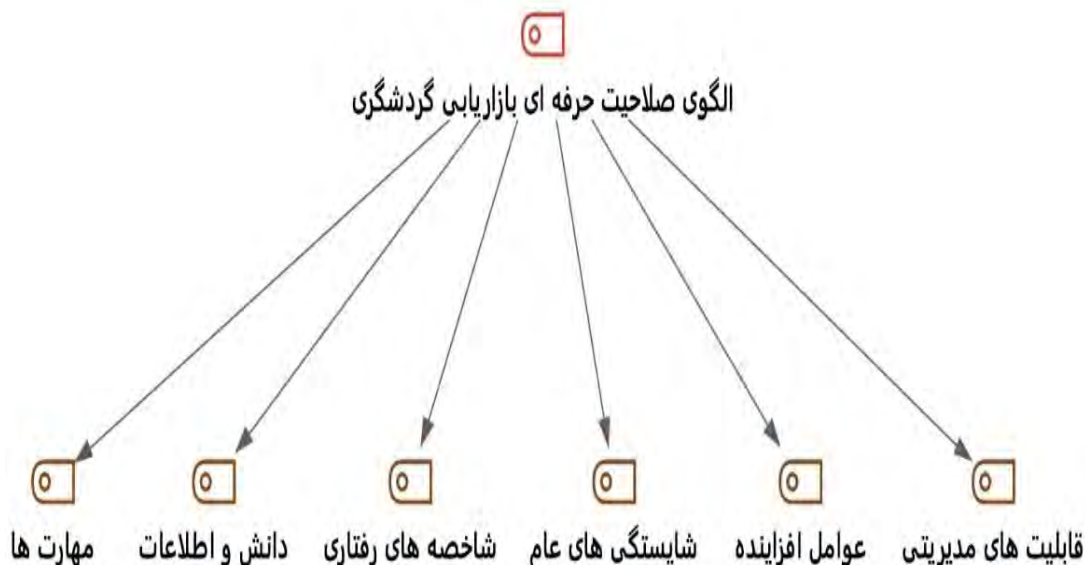 الگوی صلاحیت حرفه ای بازاریابی گردشگری
قابلیت های مدیریتی
عوامل افزاینده
شایستگی های عام
شاخصه های رفتاری
دانش و اطلاعات
مهارت ها